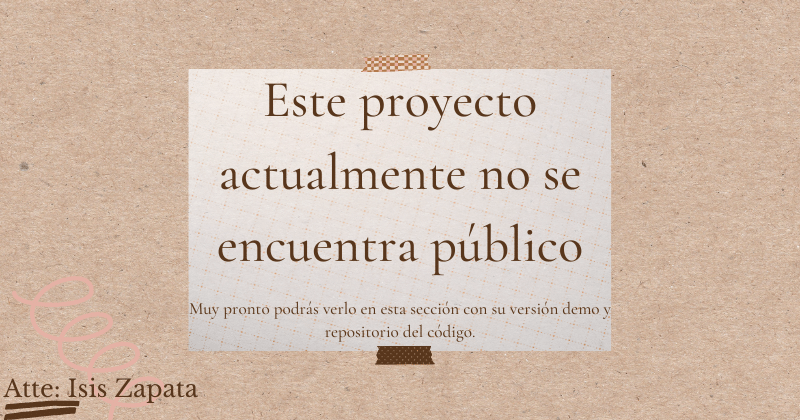 Este proyecto
actualmente no se
encuentra público
Muy pronto podrás verlo en esta sección con su versión demo y
repositorio del código.
Atte: Isis Zapata